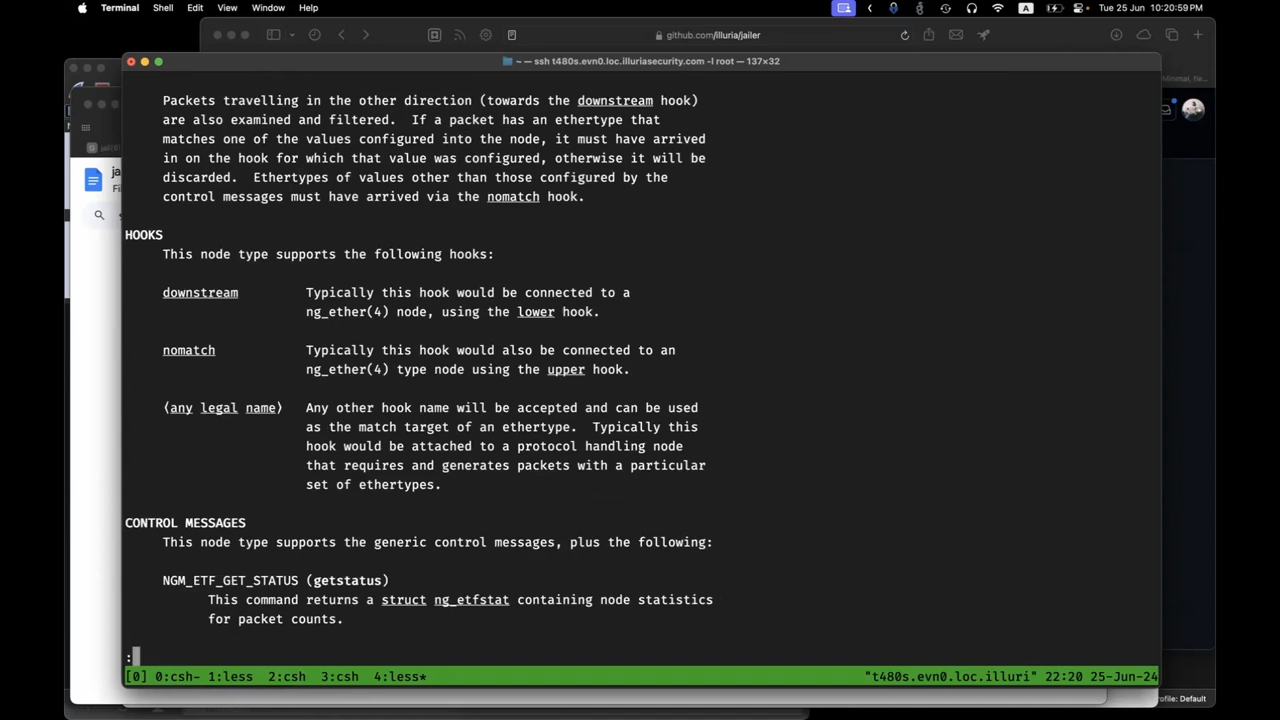 Terminal Shell Edit View Window Help
A Tue 25 Jun 10:20:59PM
github.com/illuria/jailer
~ — ssh t480s.evn0.loc.illuriasecurity.com -l root — 137×32
Packets travelling in the other direction (towards the downstream hook)
are also examined and filtered. If a packet has an ethertype that
matches one of the values configured into the node, it must have arrived
in on the hook for which that value was configured, otherwise it will be
discarded. Ethertypes of values other than those configured by the
control messages must have arrived via the nomatch hook.
HOOKS
This node type supports the following hooks:
downstream Typically this hook would be connected to a
ng_ether(4) node, using the lower hook.
nomatch Typically this hook would also be connected to an
ng_ether(4) type node using the upper hook.
⟨any legal name⟩ Any other hook name will be accepted and can be used
as the match target of an ethertype. Typically this
hook would be attached to a protocol handling node
that requires and generates packets with a particular
set of ethertypes.
CONTROL MESSAGES
This node type supports the generic control messages, plus the following:
NGM_ETF_GET_STATUS (getstatus)
This command returns a struct ng_etfstat containing node statistics
for packet counts.
:
[0] 0:csh- 1:less 2:csh 3:csh 4:less* "t480s.evn0.loc.illuri" 22:20 25-Jun-24
rofile: Default